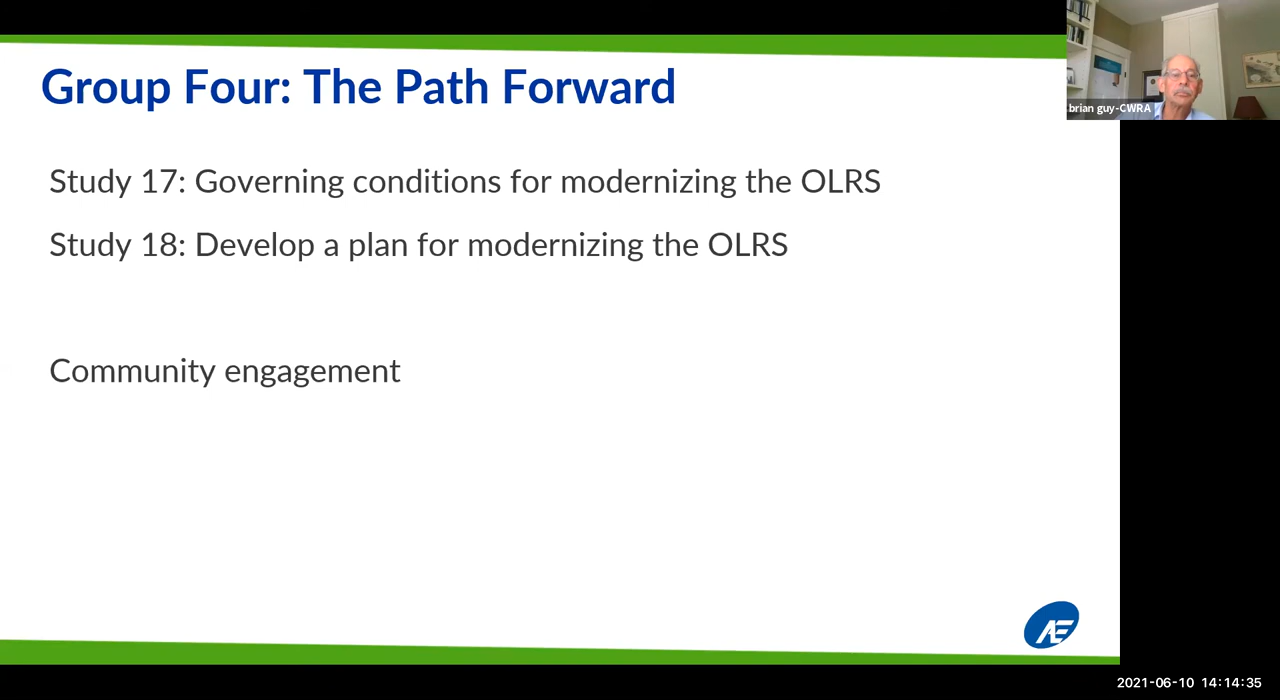 Group Four: The Path Forward
brian guy-CWRA
Study 17: Governing conditions for modernizing the OLRS
Study 18: Develop a plan for modernizing the OLRS
Community engagement
AE
2021-06-10 14:14:35